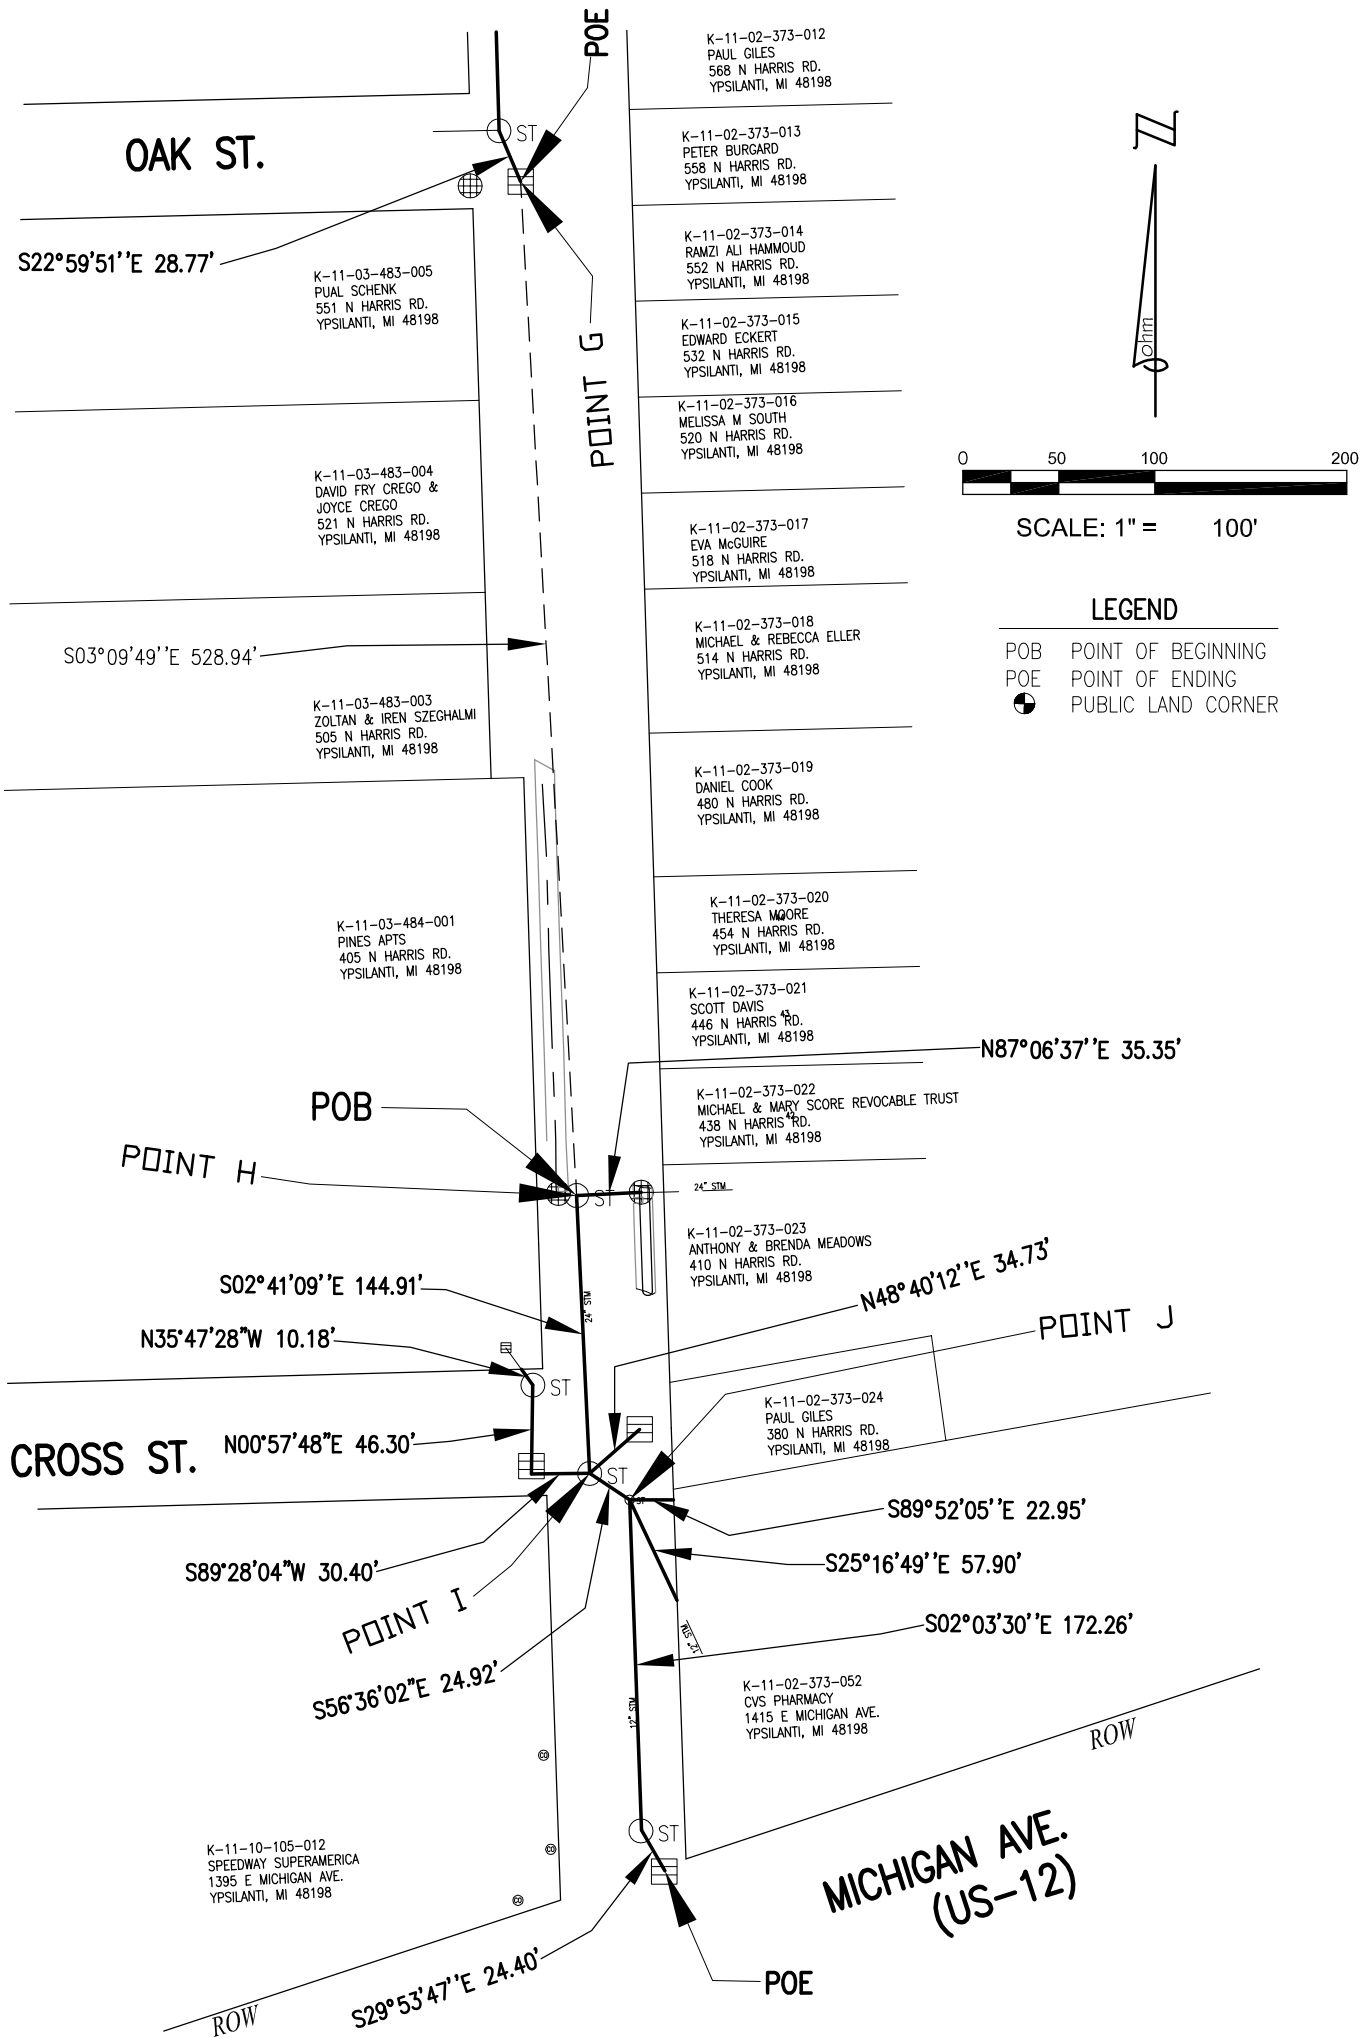 POE
K-11-02-373-012
PAUL GILES
568 N HARRIS RD.
YPSILANTI, MI 48198
OAK ST.
ST
K-11-02-373-013
PETER BURGARD
558 N HARRIS RD.
YPSILANTI, MI 48198
S22°59'51''E 28.77'
K-11-03-483-005
PUAL SCHENK
551 N HARRIS RD.
YPSILANTI, MI 48198
K-11-02-373-014
RAMZI ALI HAMMOUD
552 N HARRIS RD.
YPSILANTI, MI 48198
N
ohm
POINT G
K-11-02-373-015
EDWARD ECKERT
532 N HARRIS RD.
YPSILANTI, MI 48198
K-11-02-373-016
MELISSA M SOUTH
520 N HARRIS RD.
YPSILANTI, MI 48198
0 50 100 200
SCALE: 1" = 100'
K-11-03-483-004
DAVID FRY CREGO &
JOYCE CREGO
521 N HARRIS RD.
YPSILANTI, MI 48198
K-11-02-373-017
EVA McGUIRE
518 N HARRIS RD.
YPSILANTI, MI 48198
LEGEND
POB POINT OF BEGINNING
POE POINT OF ENDING
PUBLIC LAND CORNER
S03°09'49''E 528.94'
K-11-02-373-018
MICHAEL & REBECCA ELLER
514 N HARRIS RD.
YPSILANTI, MI 48198
K-11-03-483-003
ZOLTAN & IREN SZEGHALMI
505 N HARRIS RD.
YPSILANTI, MI 48198
K-11-02-373-019
DANIEL COOK
480 N HARRIS RD.
YPSILANTI, MI 48198
K-11-03-484-001
PINES APTS
405 N HARRIS RD.
YPSILANTI, MI 48198
K-11-02-373-020
THERESA MOORE
44
454 N HARRIS RD.
YPSILANTI, MI 48198
K-11-02-373-021
SCOTT DAVIS
43
446 N HARRIS RD.
YPSILANTI, MI 48198
N87°06'37''E 35.35'
POB
K-11-02-373-022
MICHAEL & MARY SCORE REVOCABLE TRUST
42
438 N HARRIS RD.
YPSILANTI, MI 48198
POINT H
ST
24" STM
K-11-02-373-023
ANTHONY & BRENDA MEADOWS
410 N HARRIS RD.
YPSILANTI, MI 48198
S02°41'09''E 144.91'
24" STM
N48°40'12''E 34.73'
N35°47'28"W 10.18'
POINT J
ST
K-11-02-373-024
PAUL GILES
380 N HARRIS RD.
YPSILANTI, MI 48198
CROSS ST.
N00°57'48"E 46.30'
ST
ST
S89°52'05''E 22.95'
S89°28'04"W 30.40'
S25°16'49''E 57.90'
POINT I
S02°03'30''E 172.26'
12" STM
S56°36'02"E 24.92'
K-11-02-373-052
CVS PHARMACY
1415 E MICHIGAN AVE.
YPSILANTI, MI 48198
12" STM
ROW
ST
K-11-10-105-012
SPEEDWAY SUPERAMERICA
1395 E MICHIGAN AVE.
YPSILANTI, MI 48198
MICHIGAN AVE.
(US-12)
S29°53'47''E 24.40'
POE
ROW